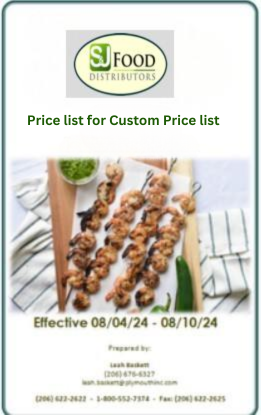 SJ FOOD
DISTRIBUTORS
Price list for Custom Price list
Effective 08/04/24 - 08/10/24
Prepared by:
Leah Baskett
(206) 676-6327
leah.baskett@plymouthinc.com
(206) 622-2622 - 1-800-552-7374 - Fax: (206) 622-2625